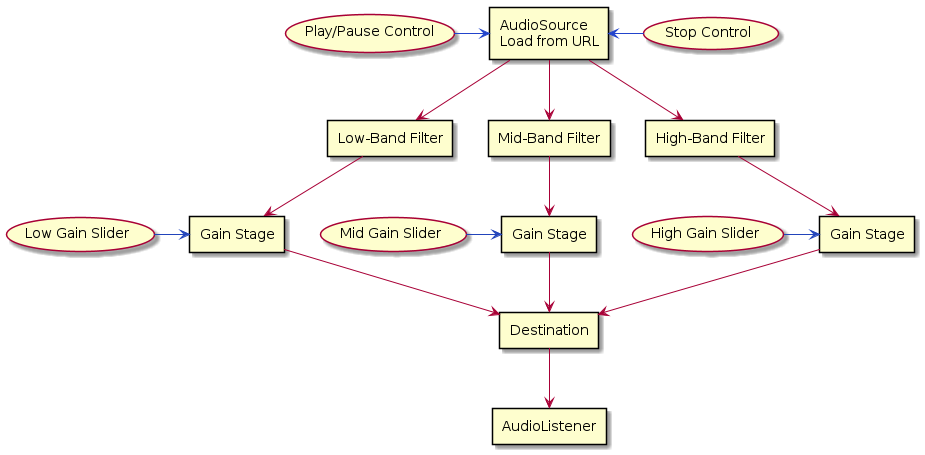 Play/Pause Control
AudioSource
Load from URL
Stop Control
Low-Band Filter
Mid-Band Filter
High-Band Filter
Low Gain Slider
Gain Stage
Mid Gain Slider
Gain Stage
High Gain Slider
Gain Stage
Destination
AudioListener